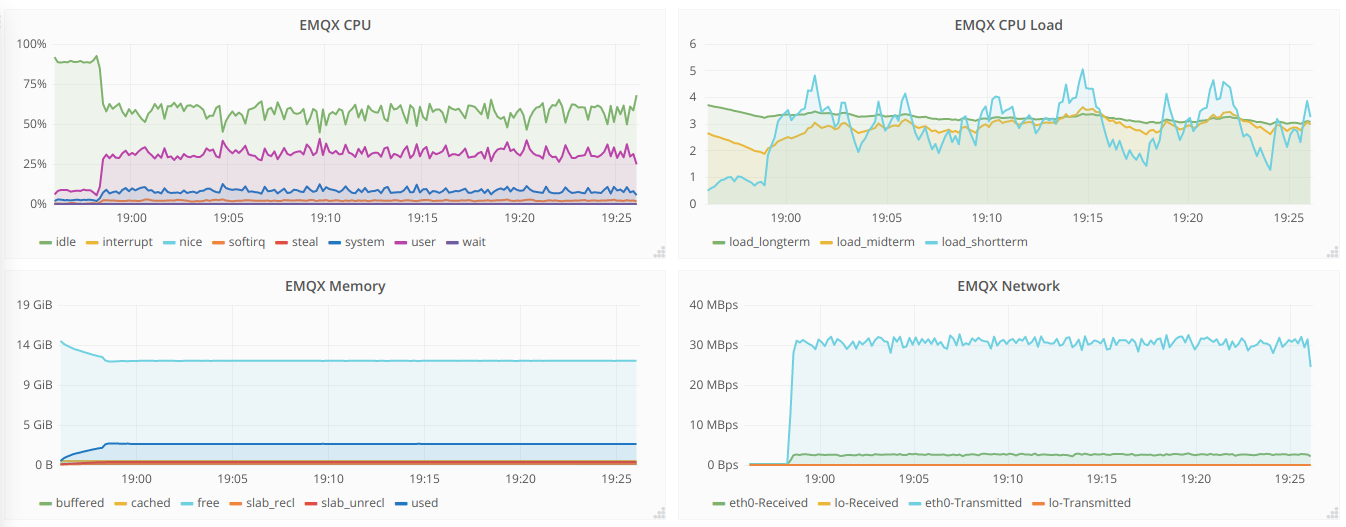 EMQX CPU
100%
75%
50%
25%
0%
19:00 19:05 19:10 19:15 19:20 19:25
idle interrupt nice softirq steal system user wait
EMQX CPU Load
6
5
4
3
2
1
0
19:00 19:05 19:10 19:15 19:20 19:25
load_longterm load_midterm load_shortterm
EMQX Memory
19 GiB
14 GiB
9 GiB
5 GiB
0 B
19:00 19:05 19:10 19:15 19:20 19:25
buffered cached free slab_recl slab_unrecl used
EMQX Network
40 MBps
30 MBps
20 MBps
10 MBps
0 Bps
19:00 19:05 19:10 19:15 19:20 19:25
eth0-Received lo-Received eth0-Transmitted lo-Transmitted